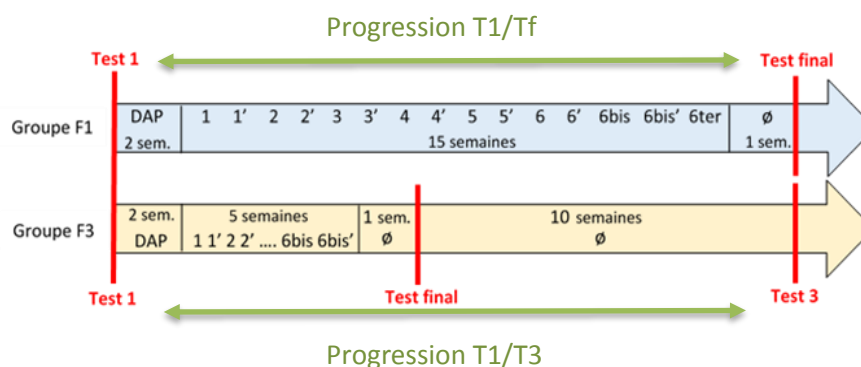 Progression T1/Tf
Test 1
Test final
Groupe F1
DAP 1 1' 2 2' 3 3' 4 4' 5 5' 6 6' 6bis 6bis' 6ter ø
2 sem. 15 semaines 1 sem.
Groupe F3
2 sem. 5 semaines 1 sem. 10 semaines
DAP 1 1' 2 2' .... 6bis 6bis' ø ø
Test 1 Test final Test 3
Progression T1/T3